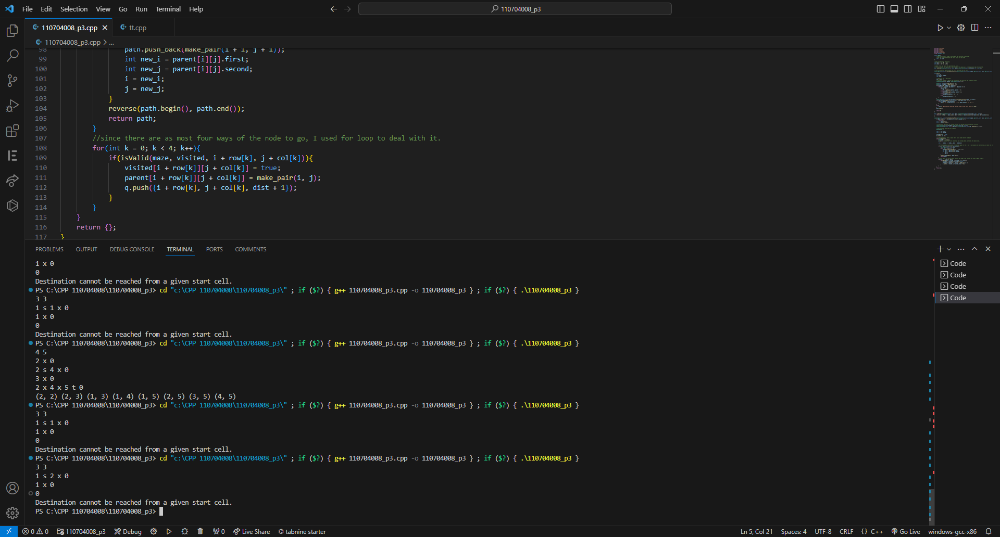 File Edit Selection View Go Run Terminal Help
110704008_p3
110704008_p3.cpp
tt.cpp
110704008_p3.cpp > ...
98 path.push_back(make_pair(i + 1, j + 1));
99 int new_i = parent[i][j].first;
100 int new_j = parent[i][j].second;
101 i = new_i;
102 j = new_j;
103 }
104 reverse(path.begin(), path.end());
105 return path;
106 }
107 //since there are as most four ways of the node to go, I used for loop to deal with it.
108 for(int k = 0; k < 4; k++){
109 if(isValid(maze, visited, i + row[k], j + col[k])){
110 visited[i + row[k]][j + col[k]] = true;
111 parent[i + row[k]][j + col[k]] = make_pair(i, j);
112 q.push({i + row[k], j + col[k], dist + 1});
113 }
114 }
115 }
116 return {};
117 }
PROBLEMS OUTPUT DEBUG CONSOLE TERMINAL PORTS COMMENTS
1 x 0
0
Destination cannot be reached from a given start cell.
PS C:\CPP 110704008\110704008_p3> cd "c:\CPP 110704008\110704008_p3\" ; if ($?) { g++ 110704008_p3.cpp -o 110704008_p3 } ; if ($?) { .\110704008_p3 }
3 3
1 s 1 x 0
1 x 0
0
Destination cannot be reached from a given start cell.
PS C:\CPP 110704008\110704008_p3> cd "c:\CPP 110704008\110704008_p3\" ; if ($?) { g++ 110704008_p3.cpp -o 110704008_p3 } ; if ($?) { .\110704008_p3 }
4 5
2 x 0
2 s 4 x 0
3 x 0
2 x 4 x 5 t 0
(2, 2) (2, 3) (1, 3) (1, 4) (1, 5) (2, 5) (3, 5) (4, 5)
PS C:\CPP 110704008\110704008_p3> cd "c:\CPP 110704008\110704008_p3\" ; if ($?) { g++ 110704008_p3.cpp -o 110704008_p3 } ; if ($?) { .\110704008_p3 }
3 3
1 s 1 x 0
1 x 0
0
Destination cannot be reached from a given start cell.
PS C:\CPP 110704008\110704008_p3> cd "c:\CPP 110704008\110704008_p3\" ; if ($?) { g++ 110704008_p3.cpp -o 110704008_p3 } ; if ($?) { .\110704008_p3 }
3 3
1 s 2 x 0
1 x 0
0
Destination cannot be reached from a given start cell.
PS C:\CPP 110704008\110704008_p3>
Code
Code
Code
Code
0 0 110704008_p3 Debug 0 Live Share tabnine starter Ln 5, Col 21 Spaces: 4 UTF-8 CRLF {} C++ Go Live windows-gcc-x86